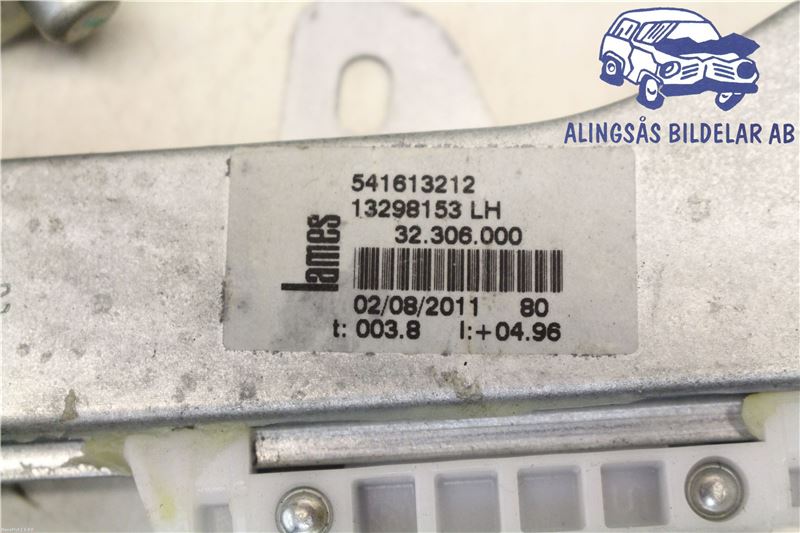 ALINGSÅS BILDELAR AB
541613212
13298153 LH
32.306.000
lames
02/08/2011 80
t: 003.8 l:+04.96